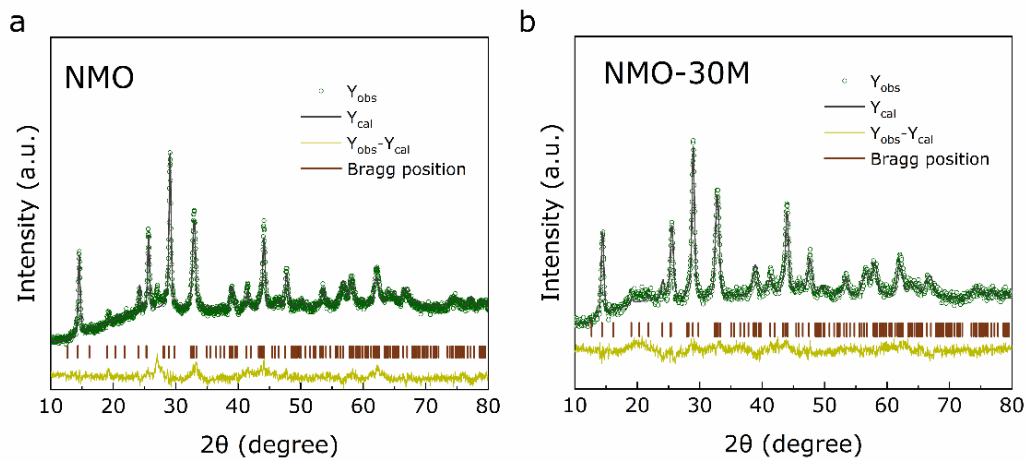 a
NMO
Yobs
Ycal
Yobs-Ycal
Bragg position
Intensity (a.u.)
10 20 30 40 50 60 70 80
2θ (degree)
b
NMO-30M
Yobs
Ycal
Yobs-Ycal
Bragg position
Intensity (a.u.)
10 20 30 40 50 60 70 80
2θ (degree)